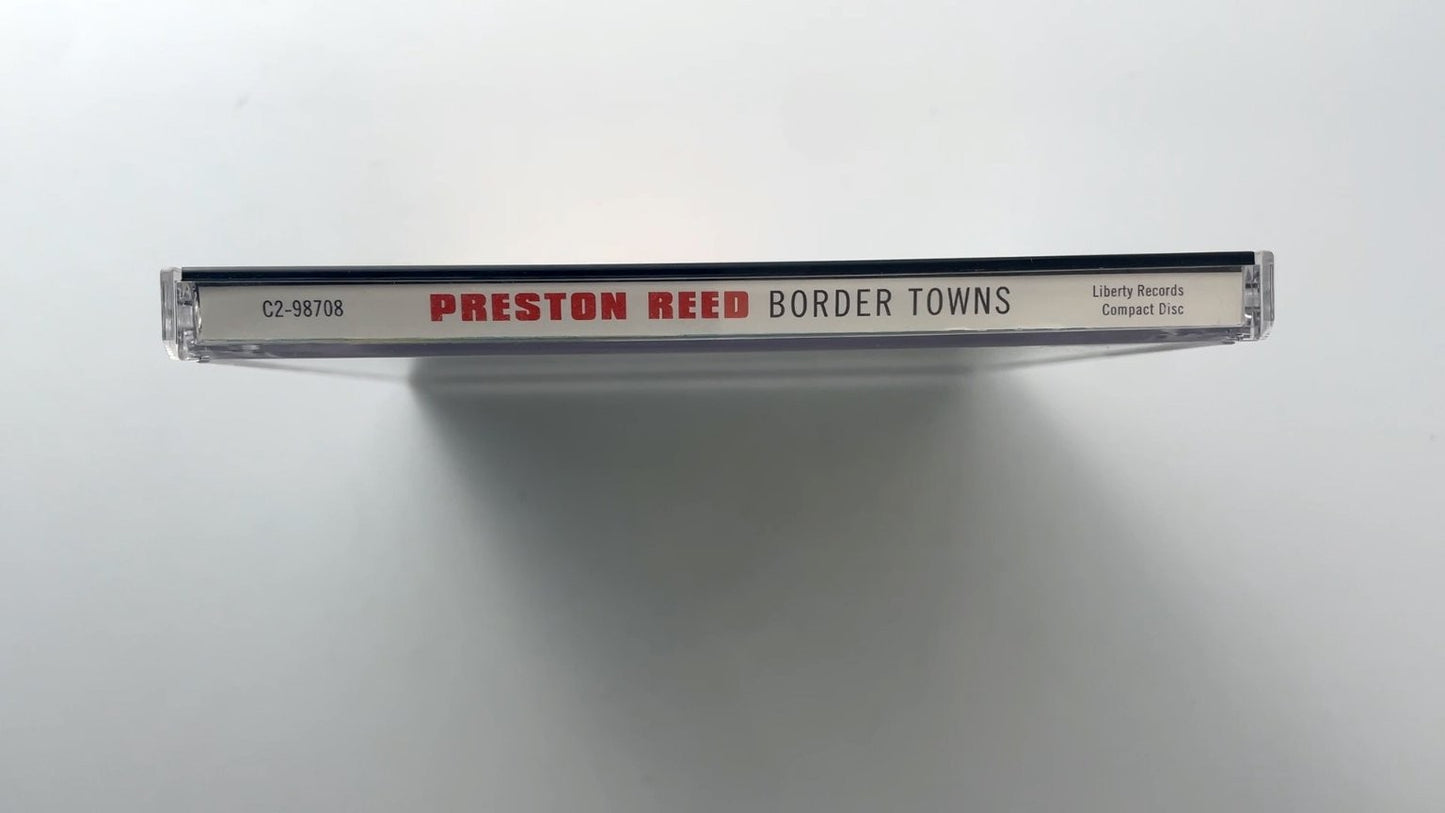 C2-98708
PRESTON REED BORDER TOWNS
Liberty Records
Compact Disc